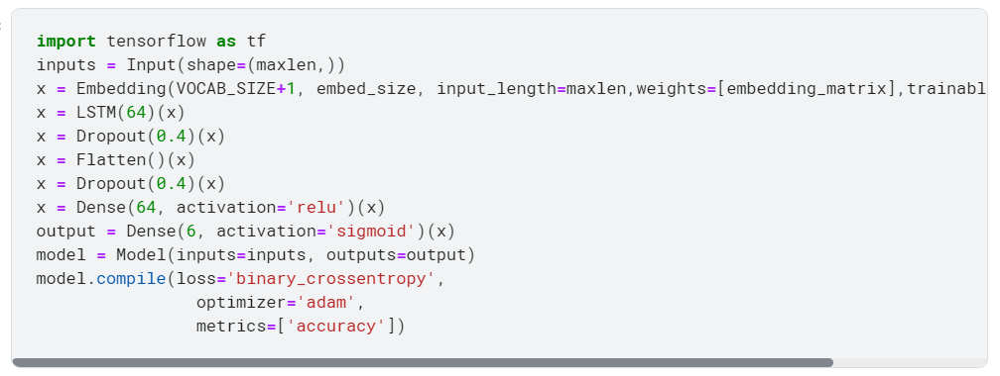 import tensorflow as tf
inputs = Input(shape=(maxlen,))
x = Embedding(VOCAB_SIZE+1, embed_size, input_length=maxlen,weights=[embedding_matrix],trainabl
x = LSTM(64)(x)
x = Dropout(0.4)(x)
x = Flatten()(x)
x = Dropout(0.4)(x)
x = Dense(64, activation='relu')(x)
output = Dense(6, activation='sigmoid')(x)
model = Model(inputs=inputs, outputs=output)
model.compile(loss='binary_crossentropy',
              optimizer='adam',
              metrics=['accuracy'])